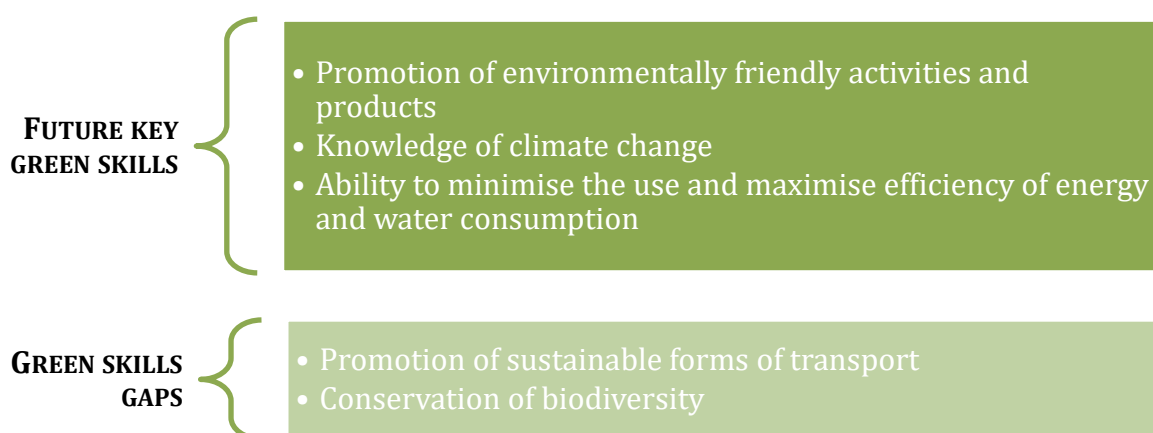 FUTURE KEY
GREEN SKILLS
• Promotion of environmentally friendly activities and
products
• Knowledge of climate change
• Ability to minimise the use and maximise efficiency of energy
and water consumption
GREEN SKILLS
GAPS
• Promotion of sustainable forms of transport
• Conservation of biodiversity